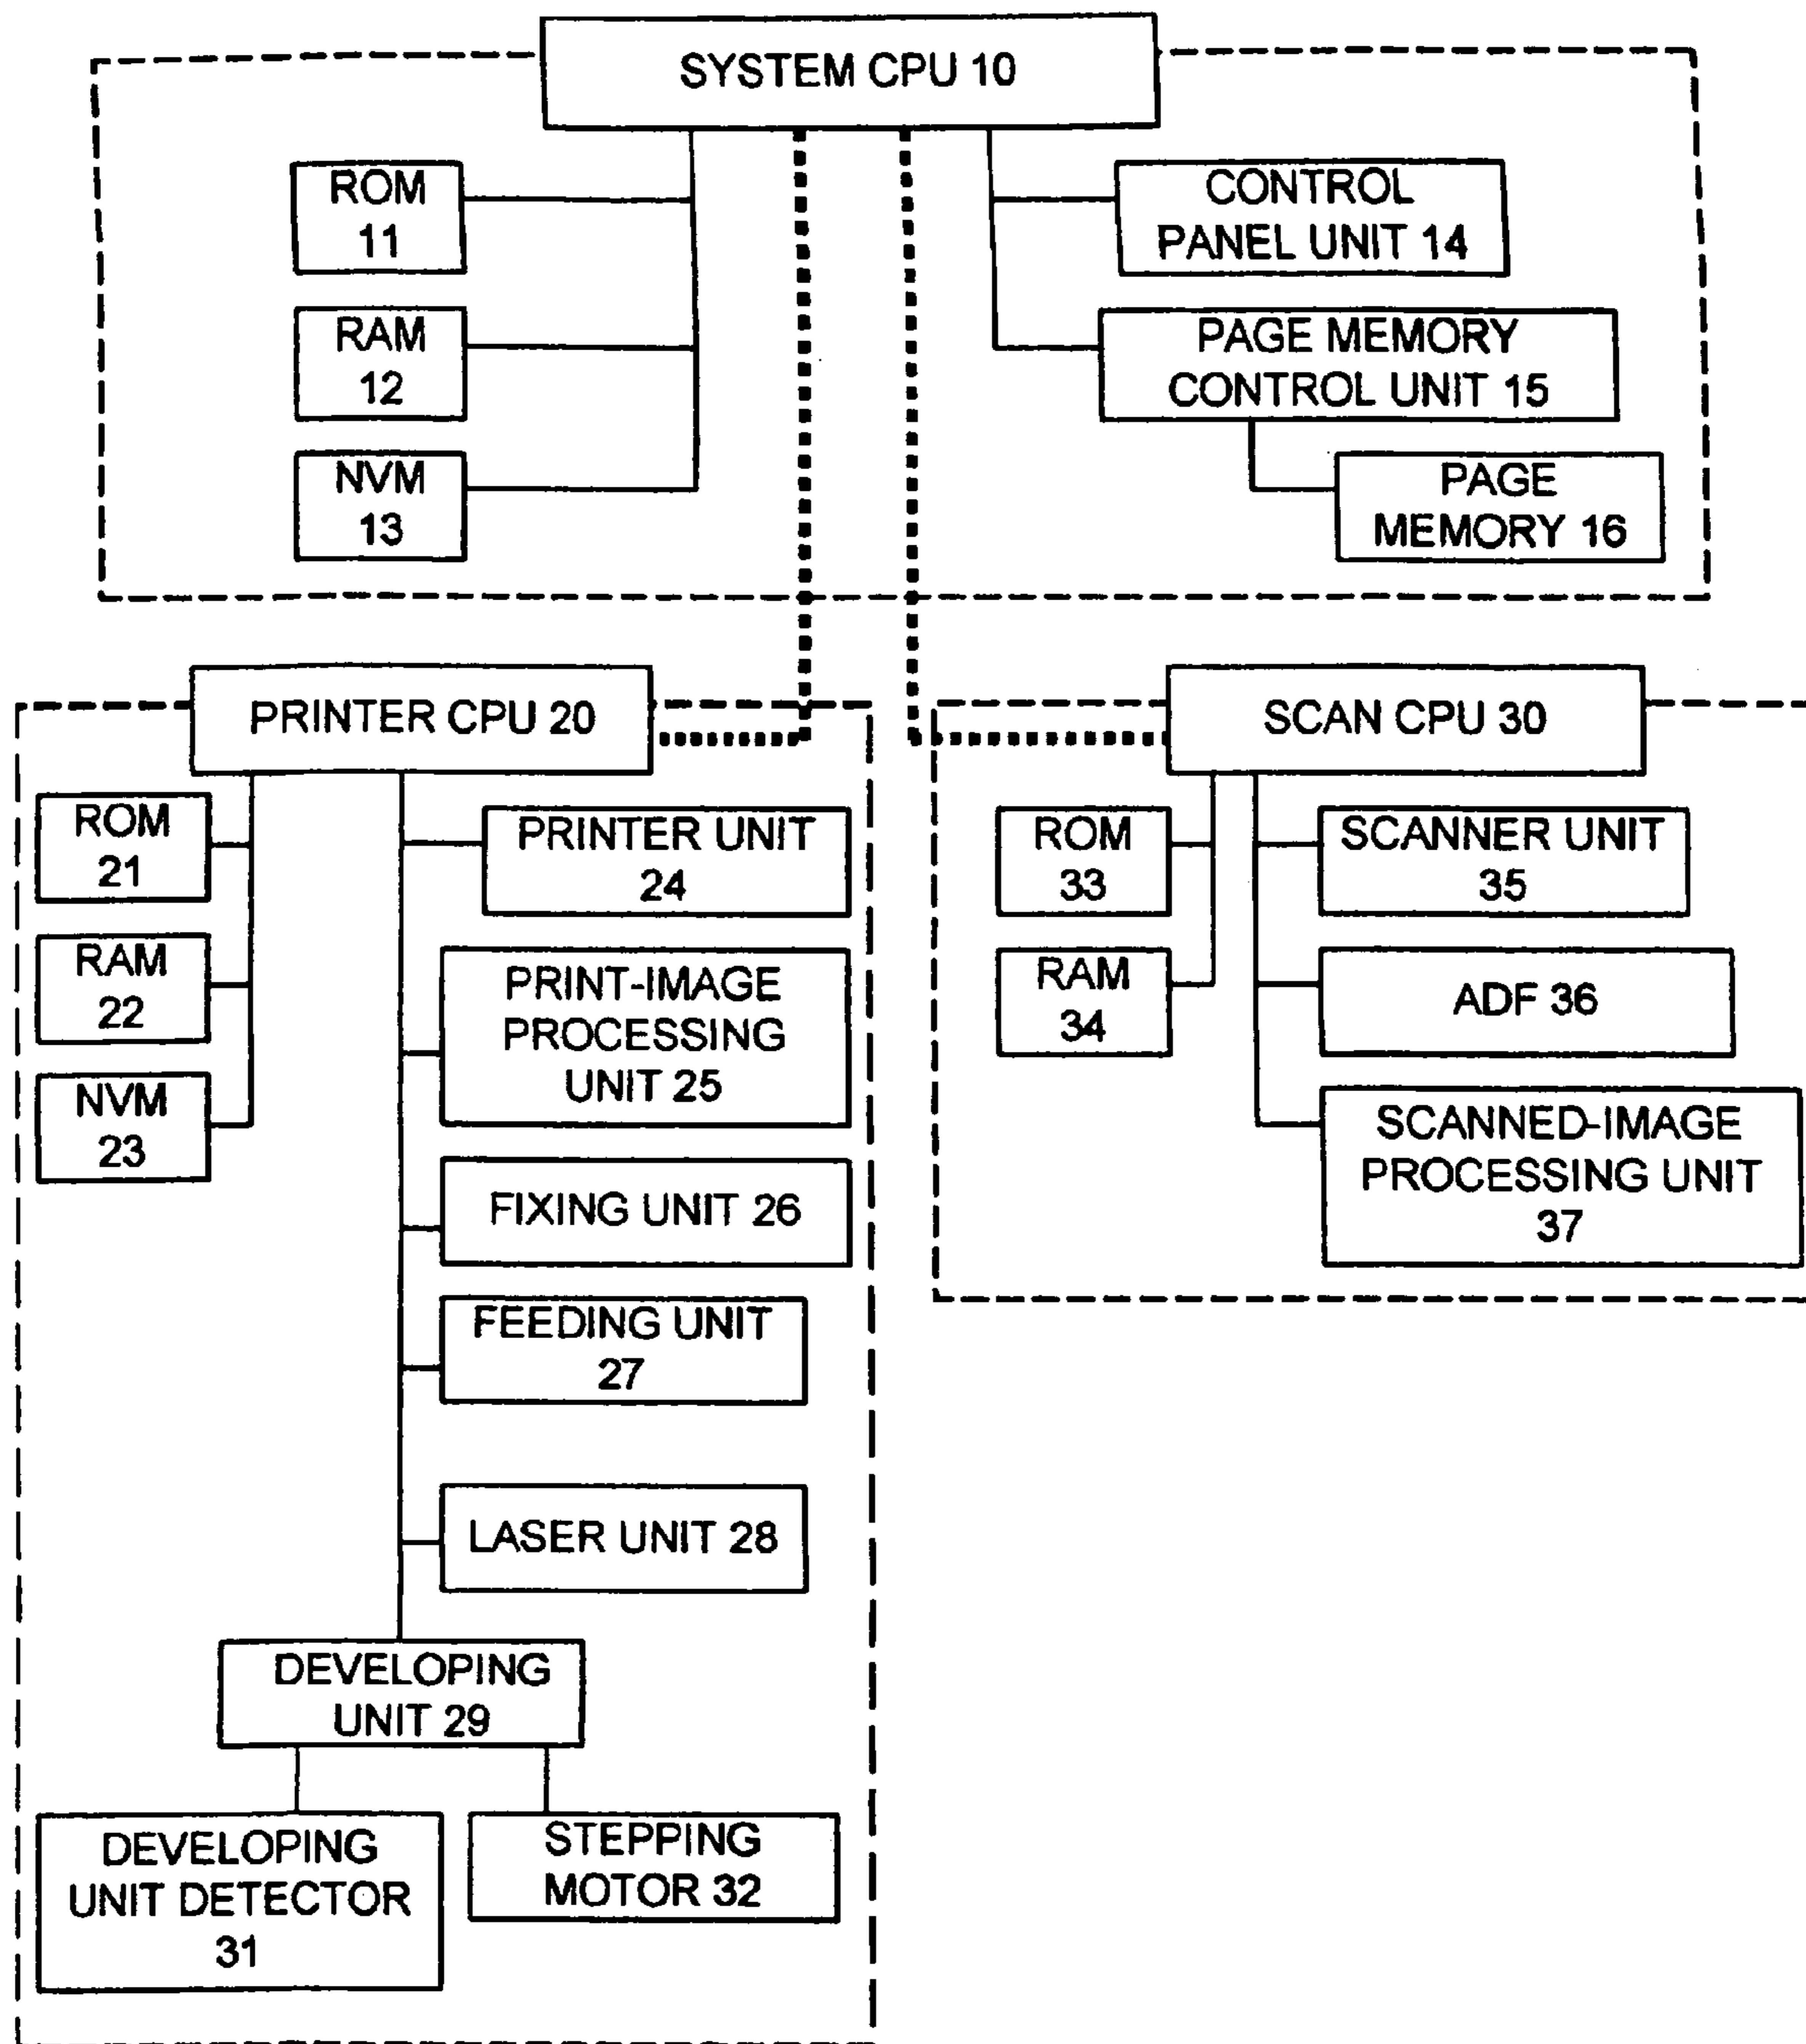 SYSTEM CPU 10
ROM
11
RAM
12
NVM
13
CONTROL
PANEL UNIT 14
PAGE MEMORY
CONTROL UNIT 15
PAGE
MEMORY 16
PRINTER CPU 20
ROM
21
RAM
22
NVM
23
PRINTER UNIT
24
PRINT-IMAGE
PROCESSING
UNIT 25
FIXING UNIT 26
FEEDING UNIT
27
LASER UNIT 28
DEVELOPING
UNIT 29
DEVELOPING
UNIT DETECTOR
31
STEPPING
MOTOR 32
SCAN CPU 30
ROM
33
RAM
34
SCANNER UNIT
35
ADF 36
SCANNED-IMAGE
PROCESSING UNIT
37